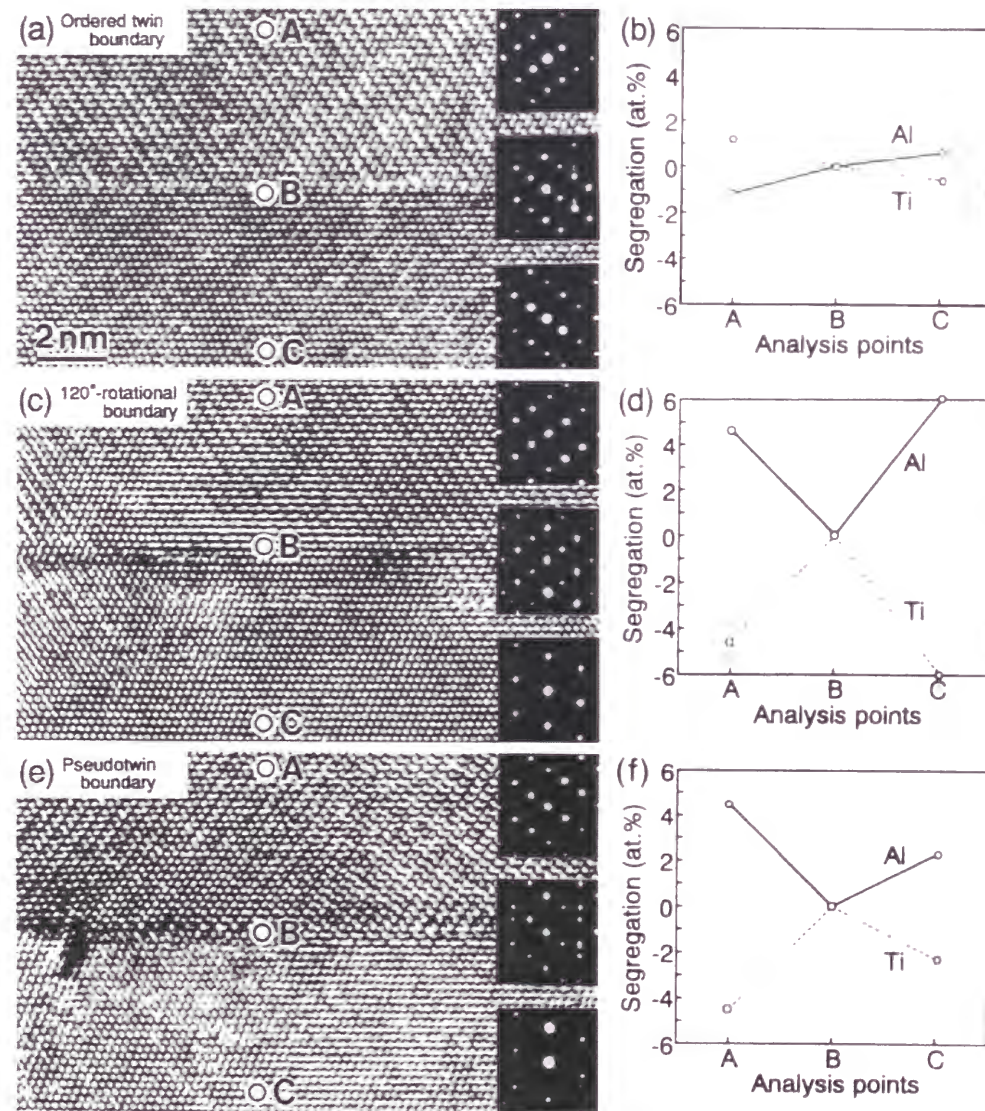 (a) Ordered twin
boundary
A
B
C
2 nm
(b)
Segregation (at.%)
6
4
2
0
-2
-4
-6
Al
Ti
A B C
Analysis points
(c) 120°-rotational
boundary
A
B
C
(d)
Segregation (at.%)
6
4
2
0
-2
-4
-6
Al
Ti
A B C
Analysis points
(e) Pseudotwin
boundary
A
B
C
(f)
Segregation (at.%)
6
4
2
0
-2
-4
-6
Al
Ti
A B C
Analysis points